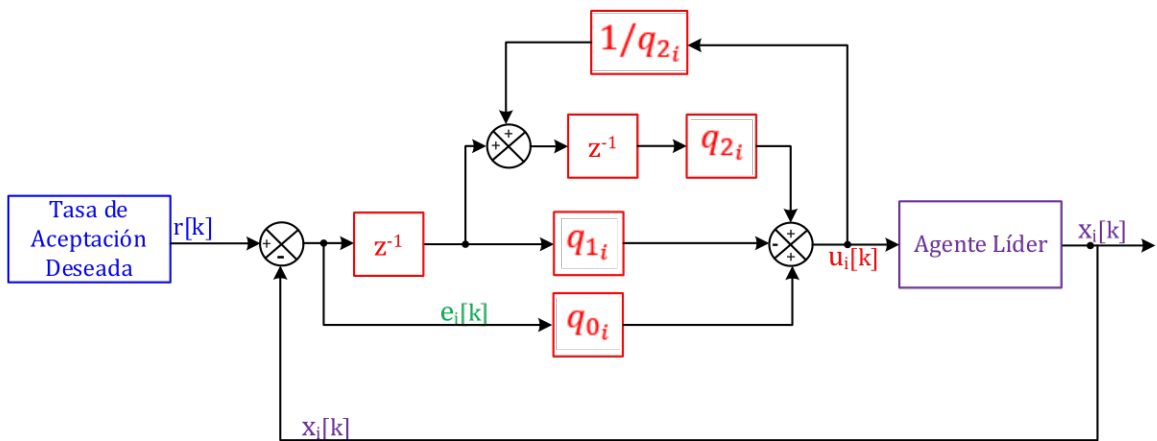 1/q₂ᵢ
+
+
z⁻¹
q₂ᵢ
Tasa de
Aceptación
Deseada
r[k]
+
-
z⁻¹
q₁ᵢ
+
-
+
uᵢ[k]
Agente Líder
xᵢ[k]
eᵢ[k]
q₀ᵢ
xᵢ[k]